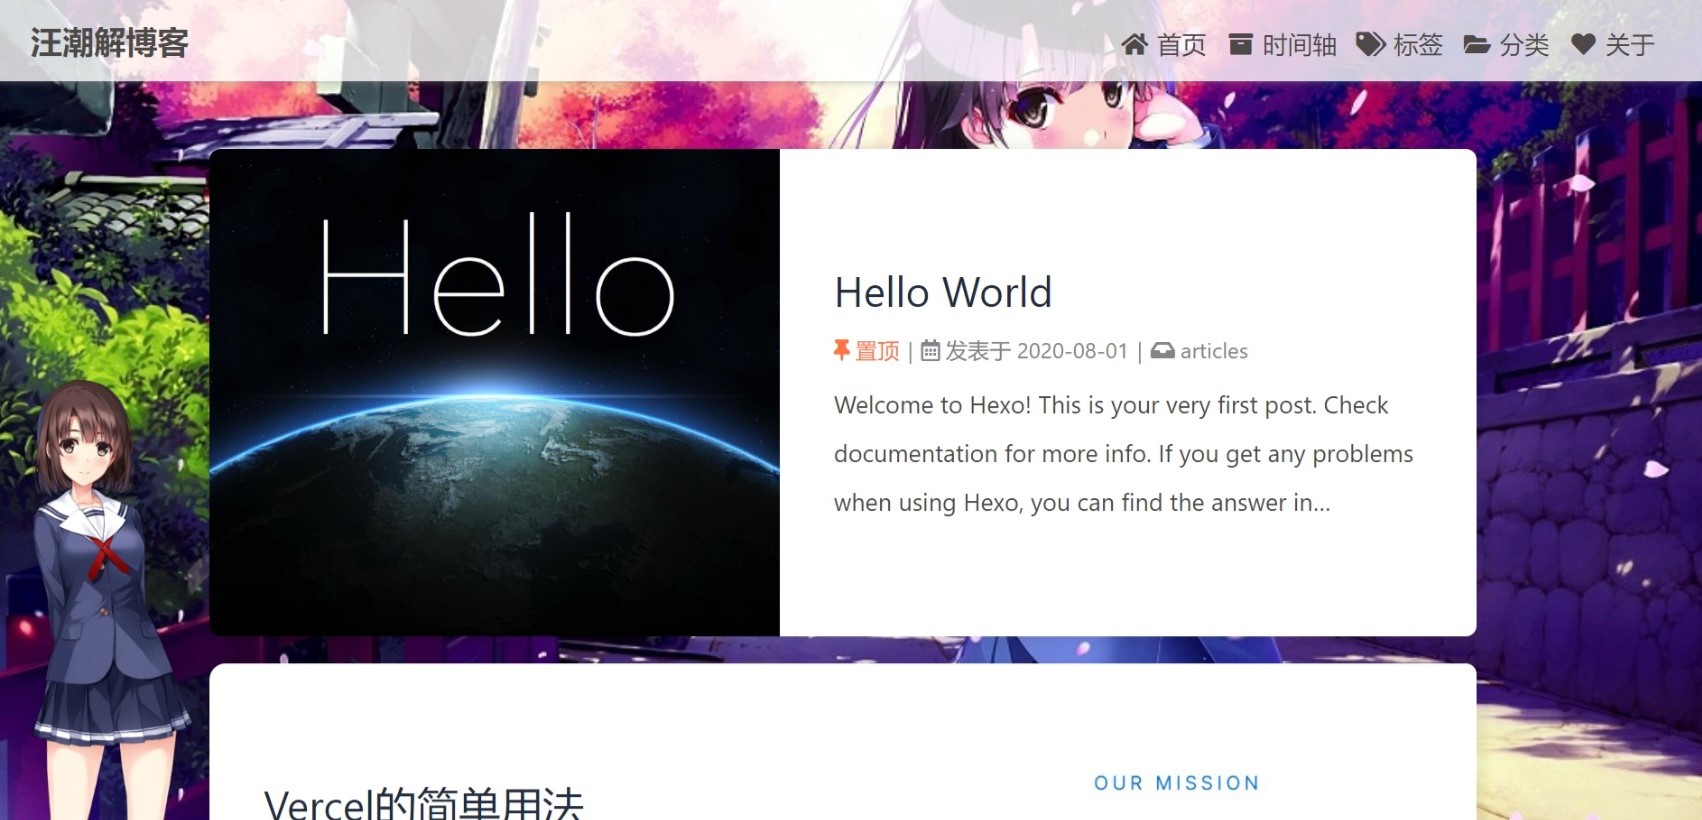 汪潮解博客
首页 时间轴 标签 分类 关于
Hello
Hello World
置顶 | 发表于 2020-08-01 | articles
Welcome to Hexo! This is your very first post. Check
documentation for more info. If you get any problems
when using Hexo, you can find the answer in...
Vercel的简单用法
OUR MISSION